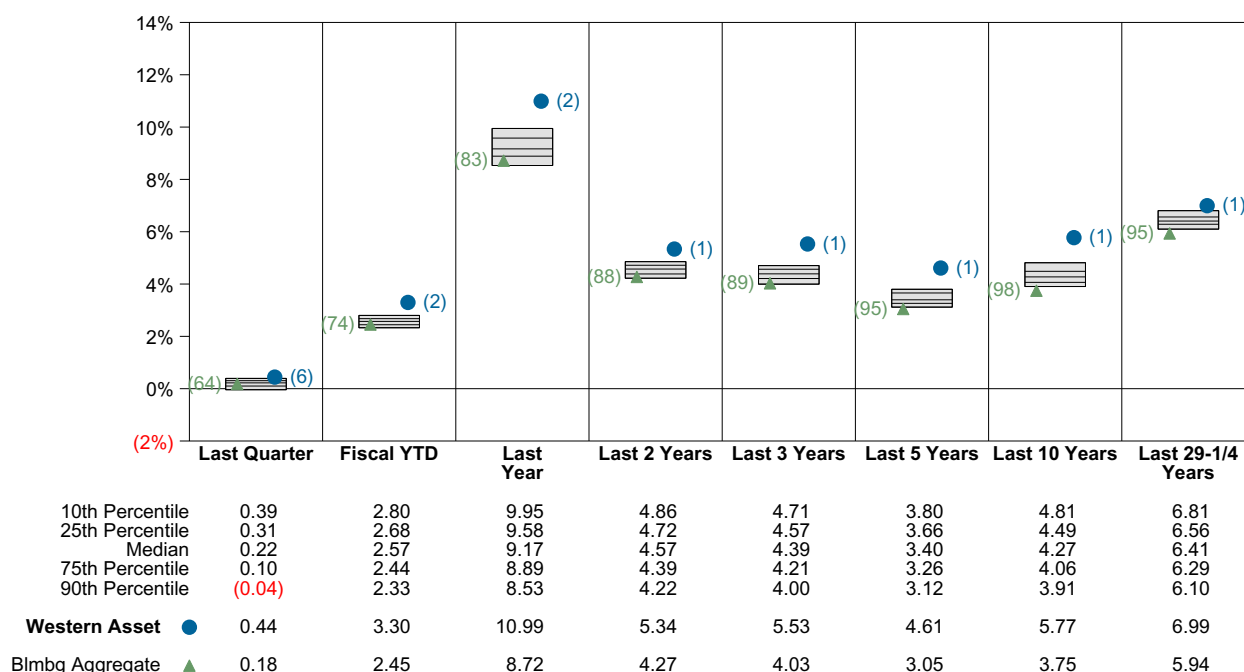 14%
12%
10%
8%
6%
4%
2%
0%
(2%)
(64) (6)
(74) (2)
(83) (2)
(88) (1)
(89) (1)
(95) (1)
(98) (1)
(95) (1)
Last Quarter Fiscal YTD Last Year Last 2 Years Last 3 Years Last 5 Years Last 10 Years Last 29-1/4 Years
10th Percentile 0.39 2.80 9.95 4.86 4.71 3.80 4.81 6.81
25th Percentile 0.31 2.68 9.58 4.72 4.57 3.66 4.49 6.56
Median 0.22 2.57 9.17 4.57 4.39 3.40 4.27 6.41
75th Percentile 0.10 2.44 8.89 4.39 4.21 3.26 4.06 6.29
90th Percentile (0.04) 2.33 8.53 4.22 4.00 3.12 3.91 6.10
Western Asset 0.44 3.30 10.99 5.34 5.53 4.61 5.77 6.99
Blmbg Aggregate 0.18 2.45 8.72 4.27 4.03 3.05 3.75 5.94